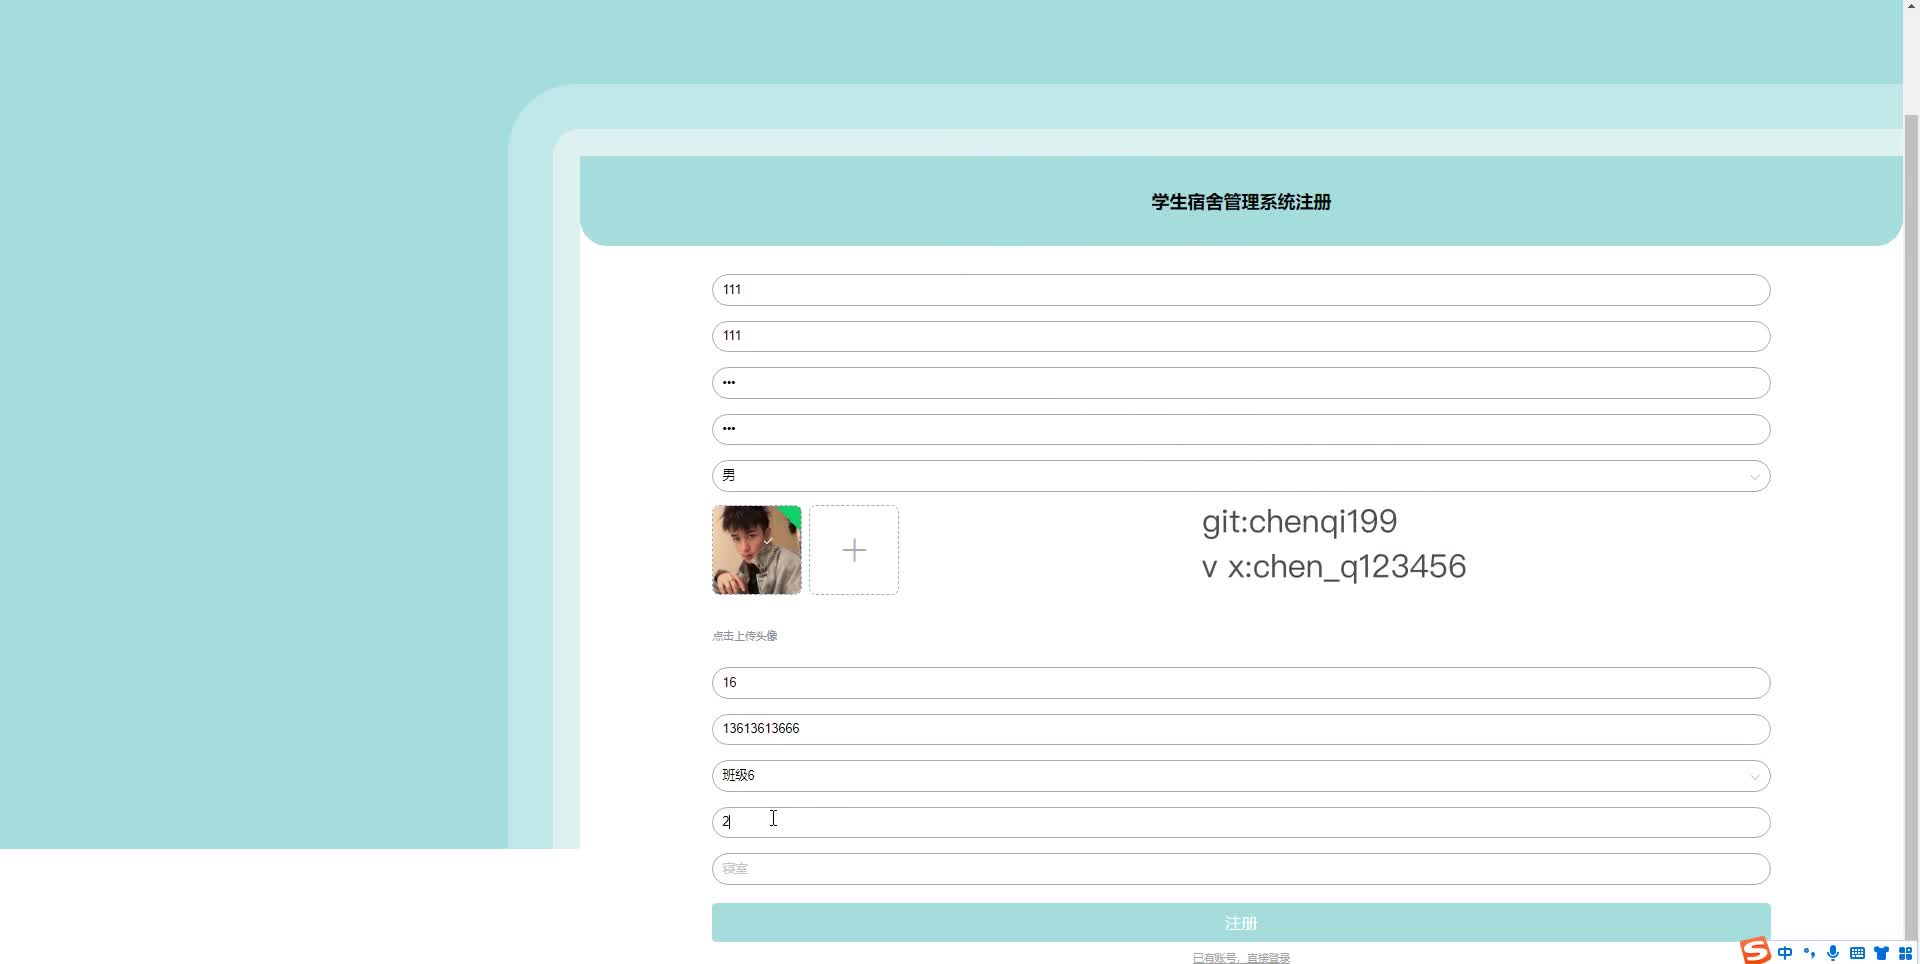 学生宿舍管理系统注册
111
111
•••
•••
男
git:chenqi199
v x:chen_q123456
点击上传头像
16
13613613666
班级6
2
寝室
注册
已有账号，直接登录
中